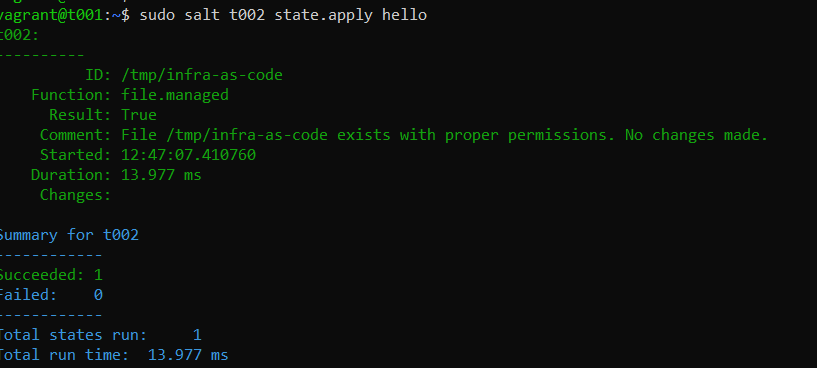 vagrant@t001:~$ sudo salt t002 state.apply hello
t002:
----------
          ID: /tmp/infra-as-code
    Function: file.managed
      Result: True
     Comment: File /tmp/infra-as-code exists with proper permissions. No changes made.
     Started: 12:47:07.410760
    Duration: 13.977 ms
     Changes:

Summary for t002
------------
Succeeded: 1
Failed:    0
------------
Total states run:     1
Total run time:  13.977 ms